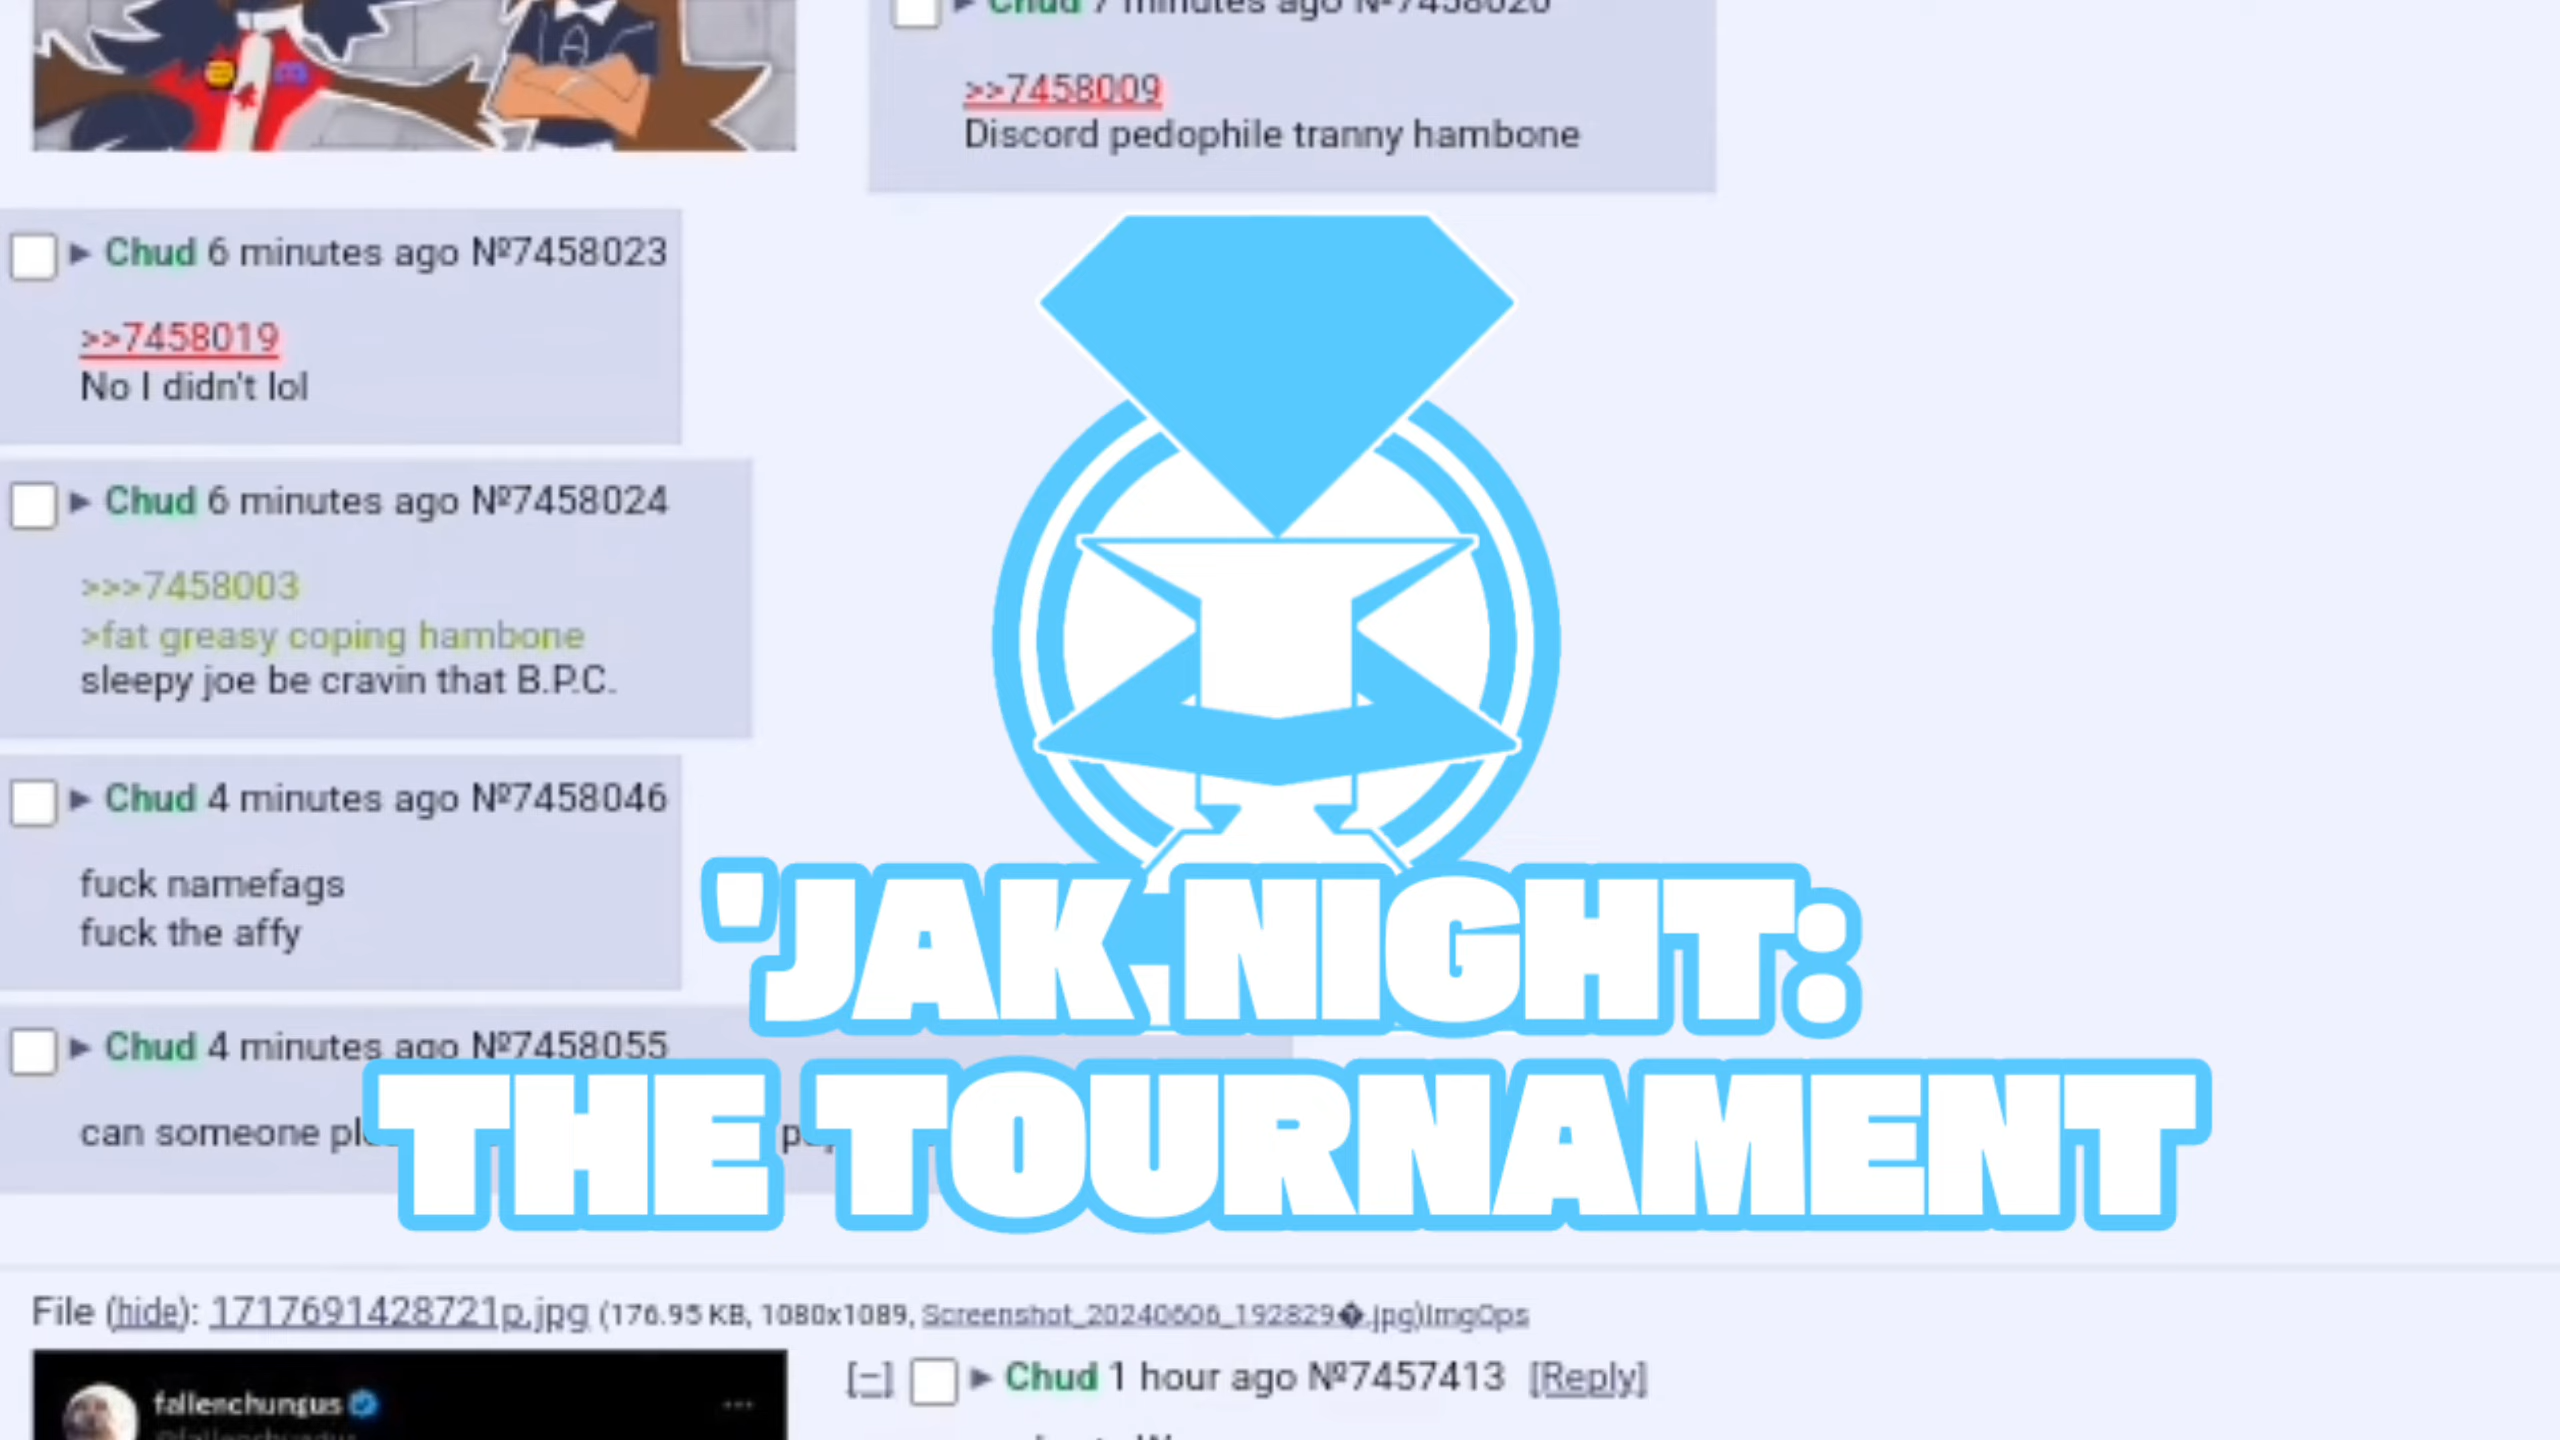 Chud 7 minutes ago №7458020
>>7458009
Discord pedophile tranny hambone
Chud 6 minutes ago №7458023
>>7458019
No I didn't lol
Chud 6 minutes ago №7458024
>>>7458003
>fat greasy coping hambone
sleepy joe be cravin that B.P.C.
Chud 4 minutes ago №7458046
fuck namefags
fuck the affy
Chud 4 minutes ago №7458055
can someone
'JAK NIGHT:
THE TOURNAMENT
File (hide): 1717691428721p.jpg (176.95 KB, 1080x1089, Screenshot_20240606_192829�.jpg)ImgOps
fallenchungus
[–] Chud 1 hour ago №7457413 [Reply]